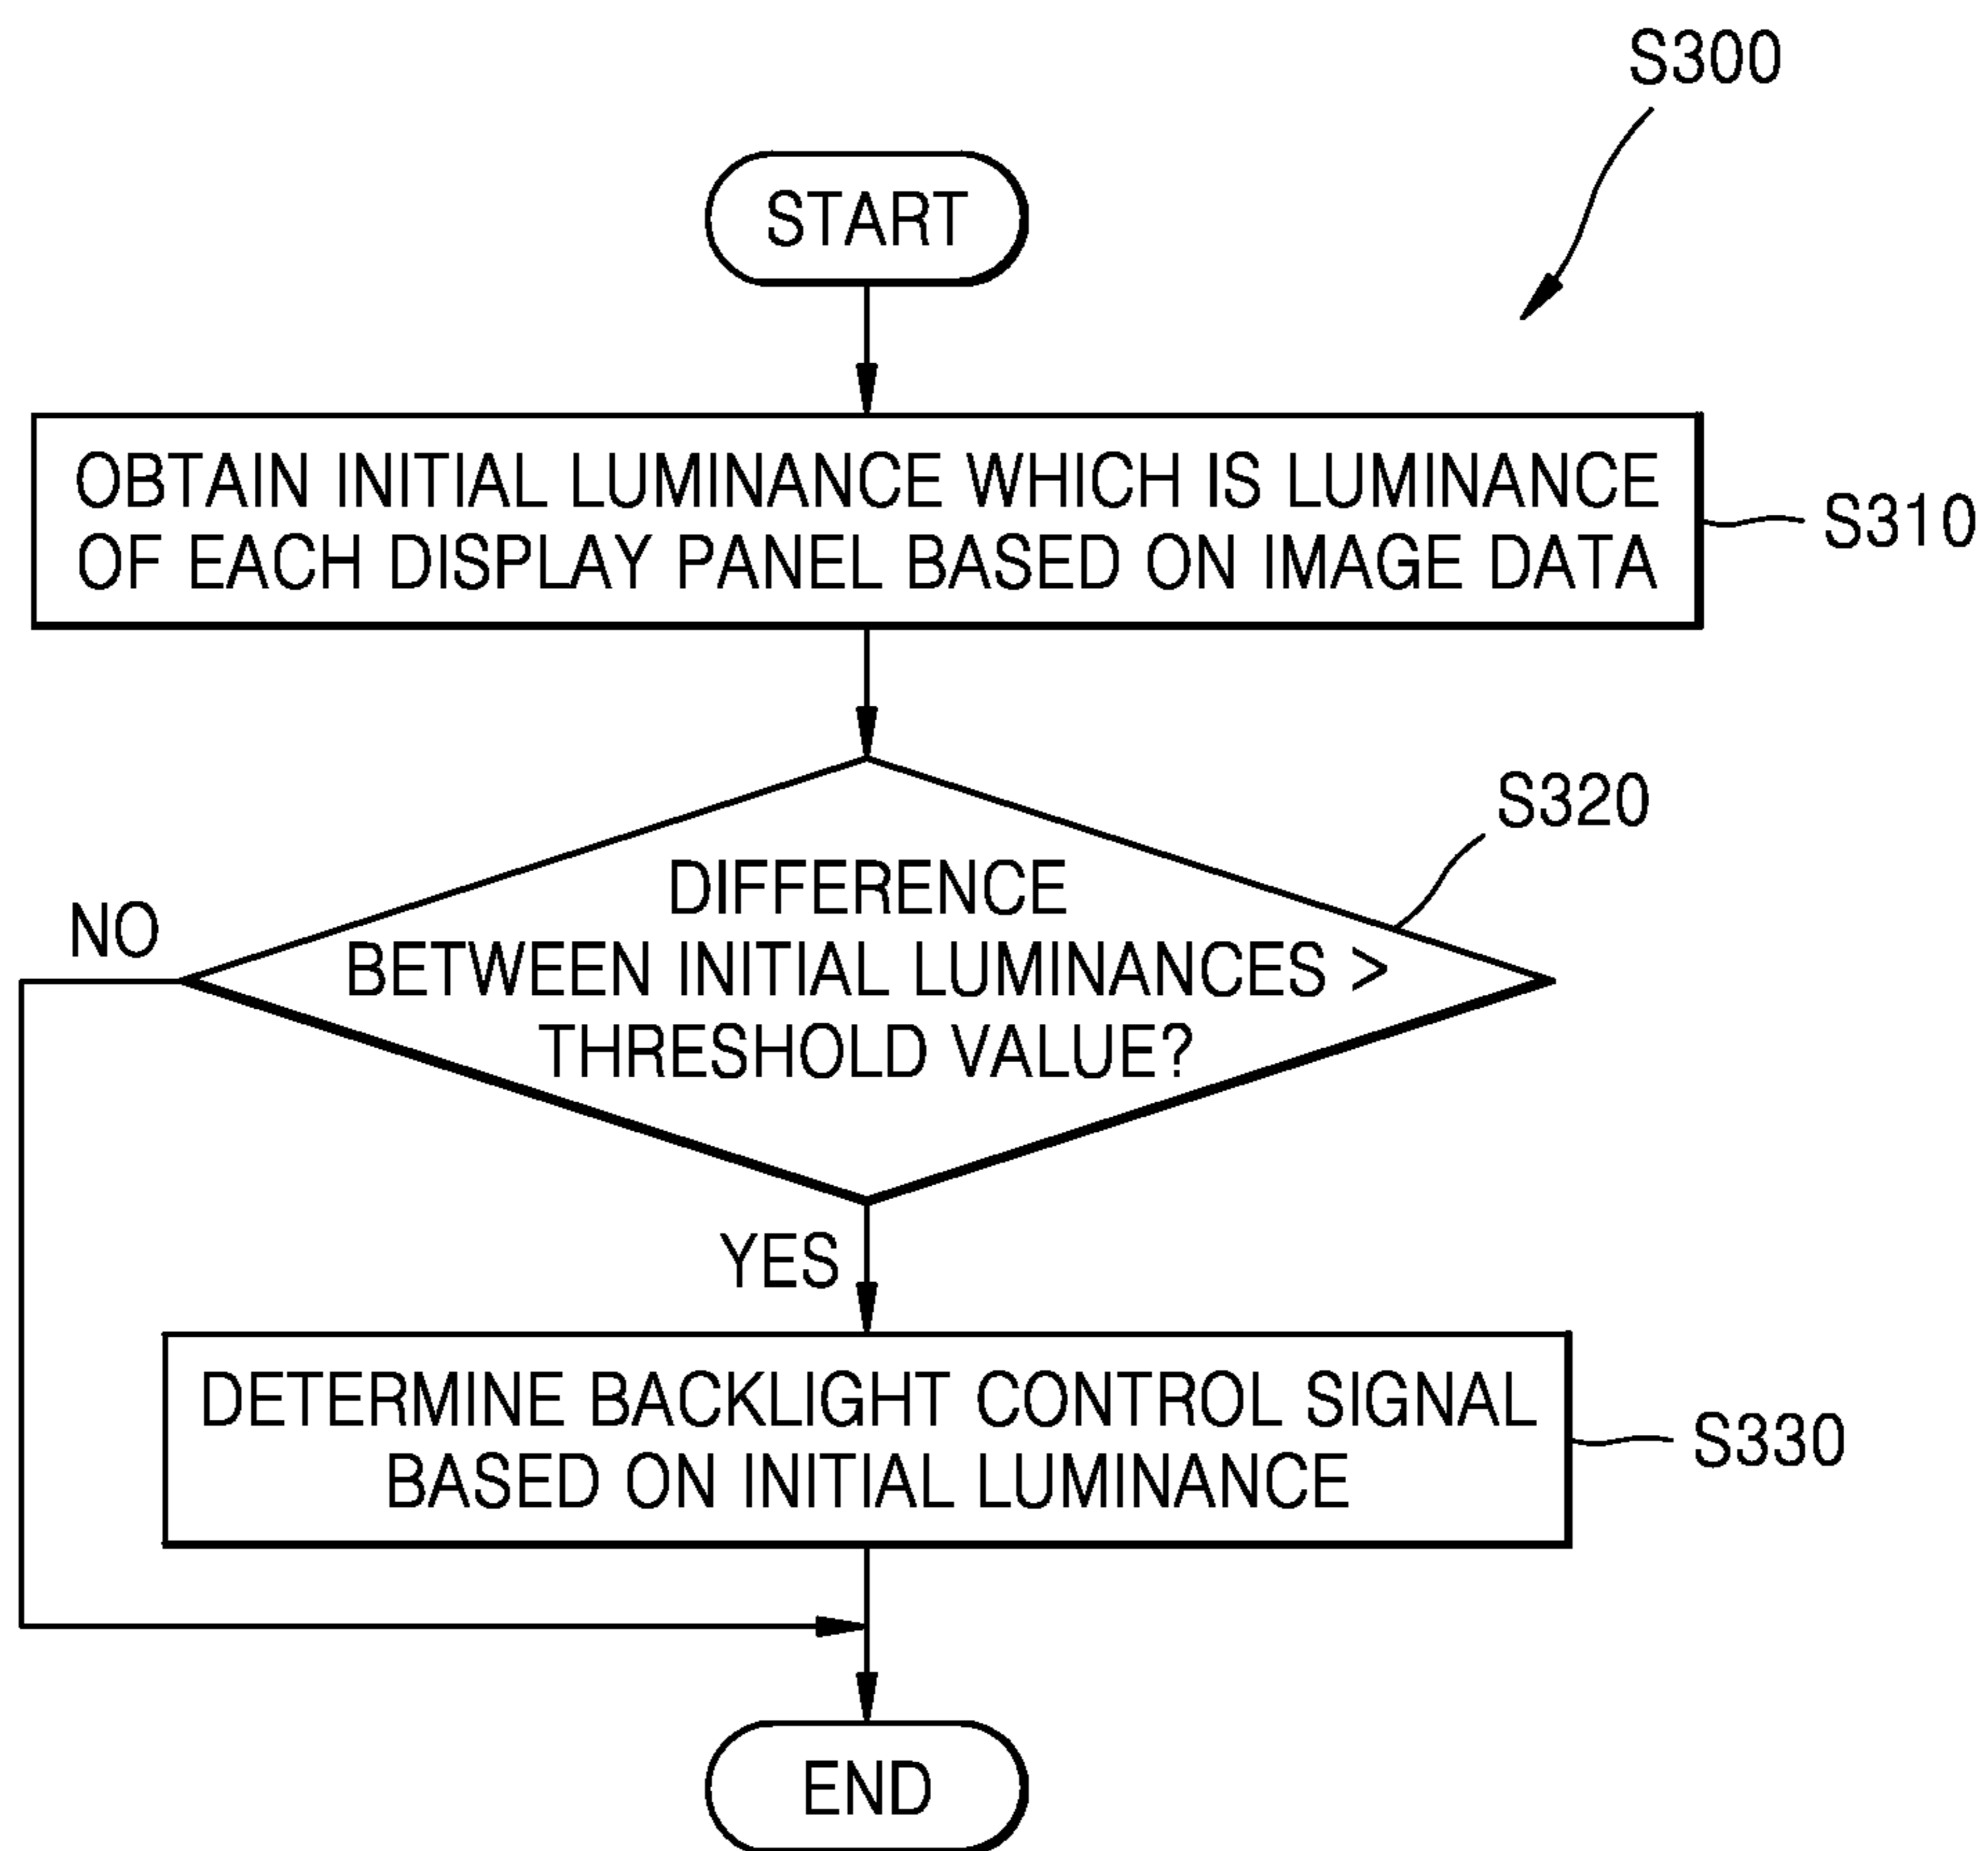 S300
START
OBTAIN INITIAL LUMINANCE WHICH IS LUMINANCE
OF EACH DISPLAY PANEL BASED ON IMAGE DATA
S310
S320
DIFFERENCE
BETWEEN INITIAL LUMINANCES >
THRESHOLD VALUE?
NO
YES
DETERMINE BACKLIGHT CONTROL SIGNAL
BASED ON INITIAL LUMINANCE
S330
END